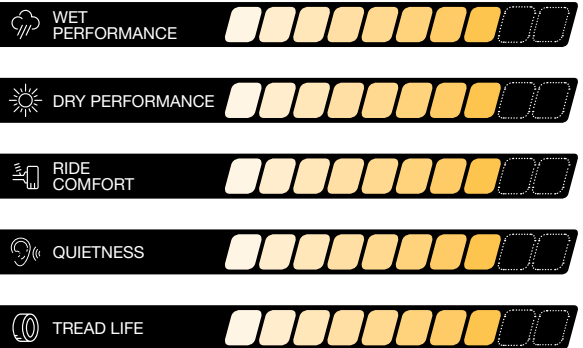 WET
PERFORMANCE
DRY PERFORMANCE
RIDE
COMFORT
QUIETNESS
TREAD LIFE